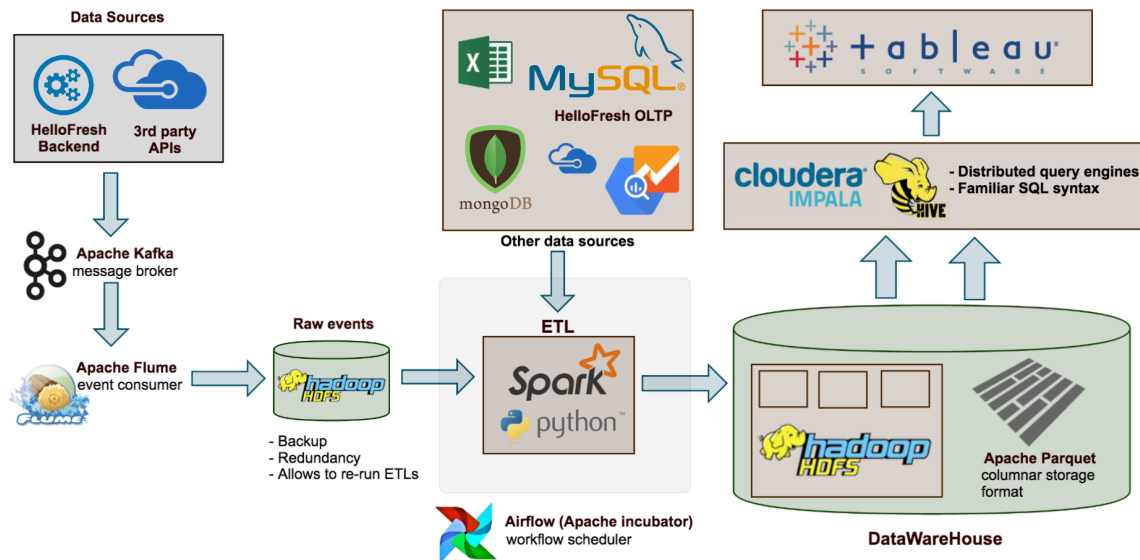 Data Sources
HelloFresh
Backend
3rd party
APIs
Apache Kafka
message broker
Apache Flume
event consumer
FLUME
Raw events
hadoop
HDFS
- Backup
- Redundancy
- Allows to re-run ETLs
X
MySQL®
HelloFresh OLTP
mongoDB
Other data sources
ETL
Spark
python™
Airflow (Apache incubator)
workflow scheduler
+ableau®
SOFTWARE
cloudera®
IMPALA
HIVE
- Distributed query engines
- Familiar SQL syntax
hadoop
HDFS
Apache Parquet
columnar storage
format
DataWareHouse